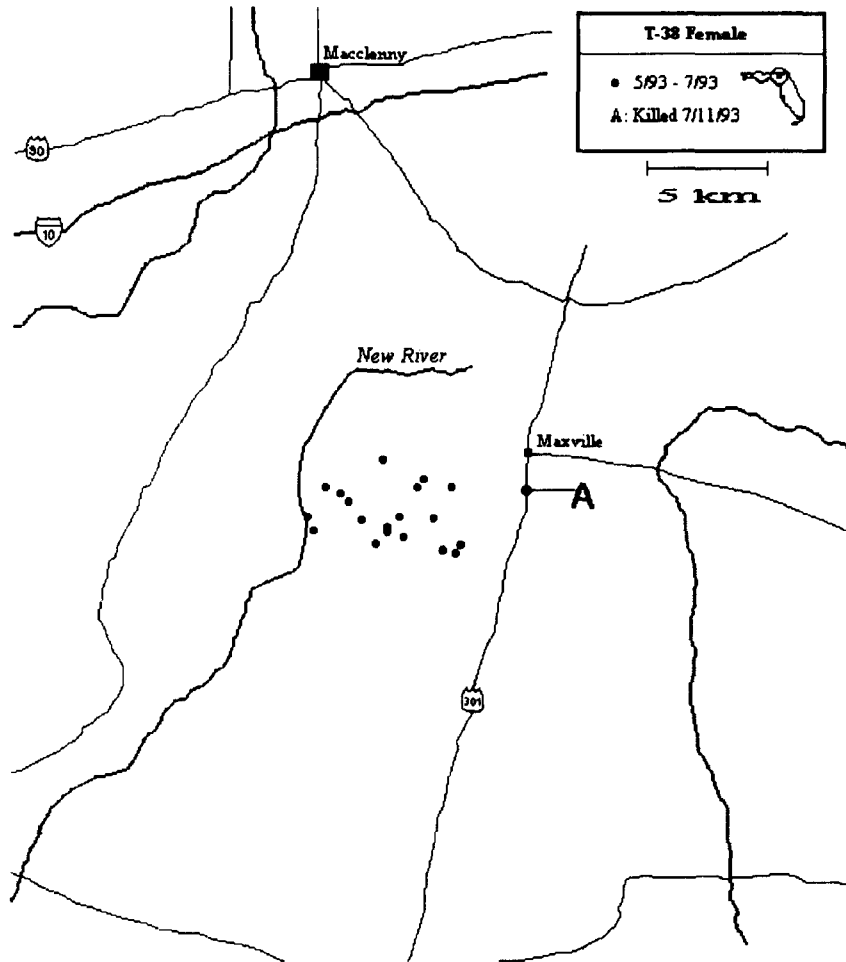 T-38 Female
• 5/93 - 7/93
A: Killed 7/11/93
5 km
Macclenny
90
10
New River
Maxville
A
301